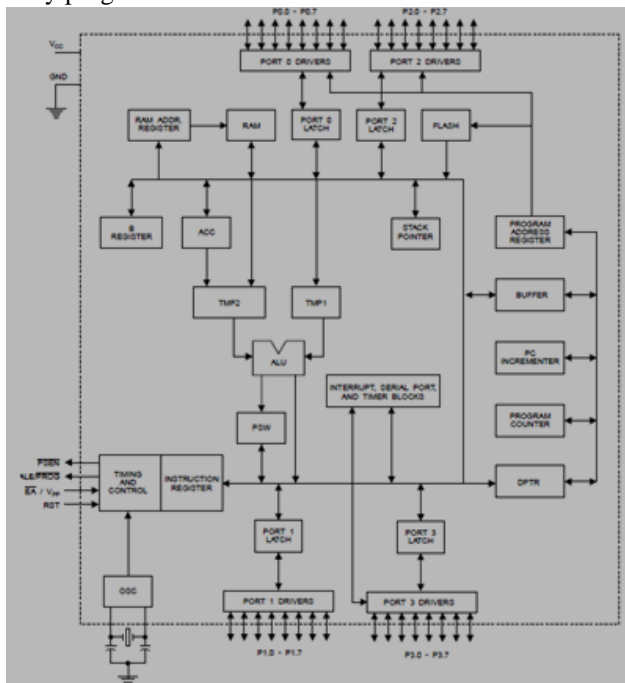 P0.0 - P0.7
P2.0 - P2.7
VCC
GND
PORT 0 DRIVERS
PORT 2 DRIVERS
RAM ADDR.
REGISTER
RAM
PORT 0
LATCH
PORT 2
LATCH
FLASH
B
REGISTER
ACC
STACK
POINTER
PROGRAM
ADDRESS
REGISTER
TMP2
TMP1
BUFFER
ALU
PC
INCREMENTER
INTERRUPT, SERIAL PORT,
AND TIMER BLOCKS
PSW
PROGRAM
COUNTER
PSEN
ALE/PROG
EA / VPP
RST
TIMING
AND
CONTROL
INSTRUCTION
REGISTER
DPTR
PORT 1
LATCH
PORT 3
LATCH
OSC
PORT 1 DRIVERS
PORT 3 DRIVERS
P1.0 - P1.7
P3.0 - P3.7